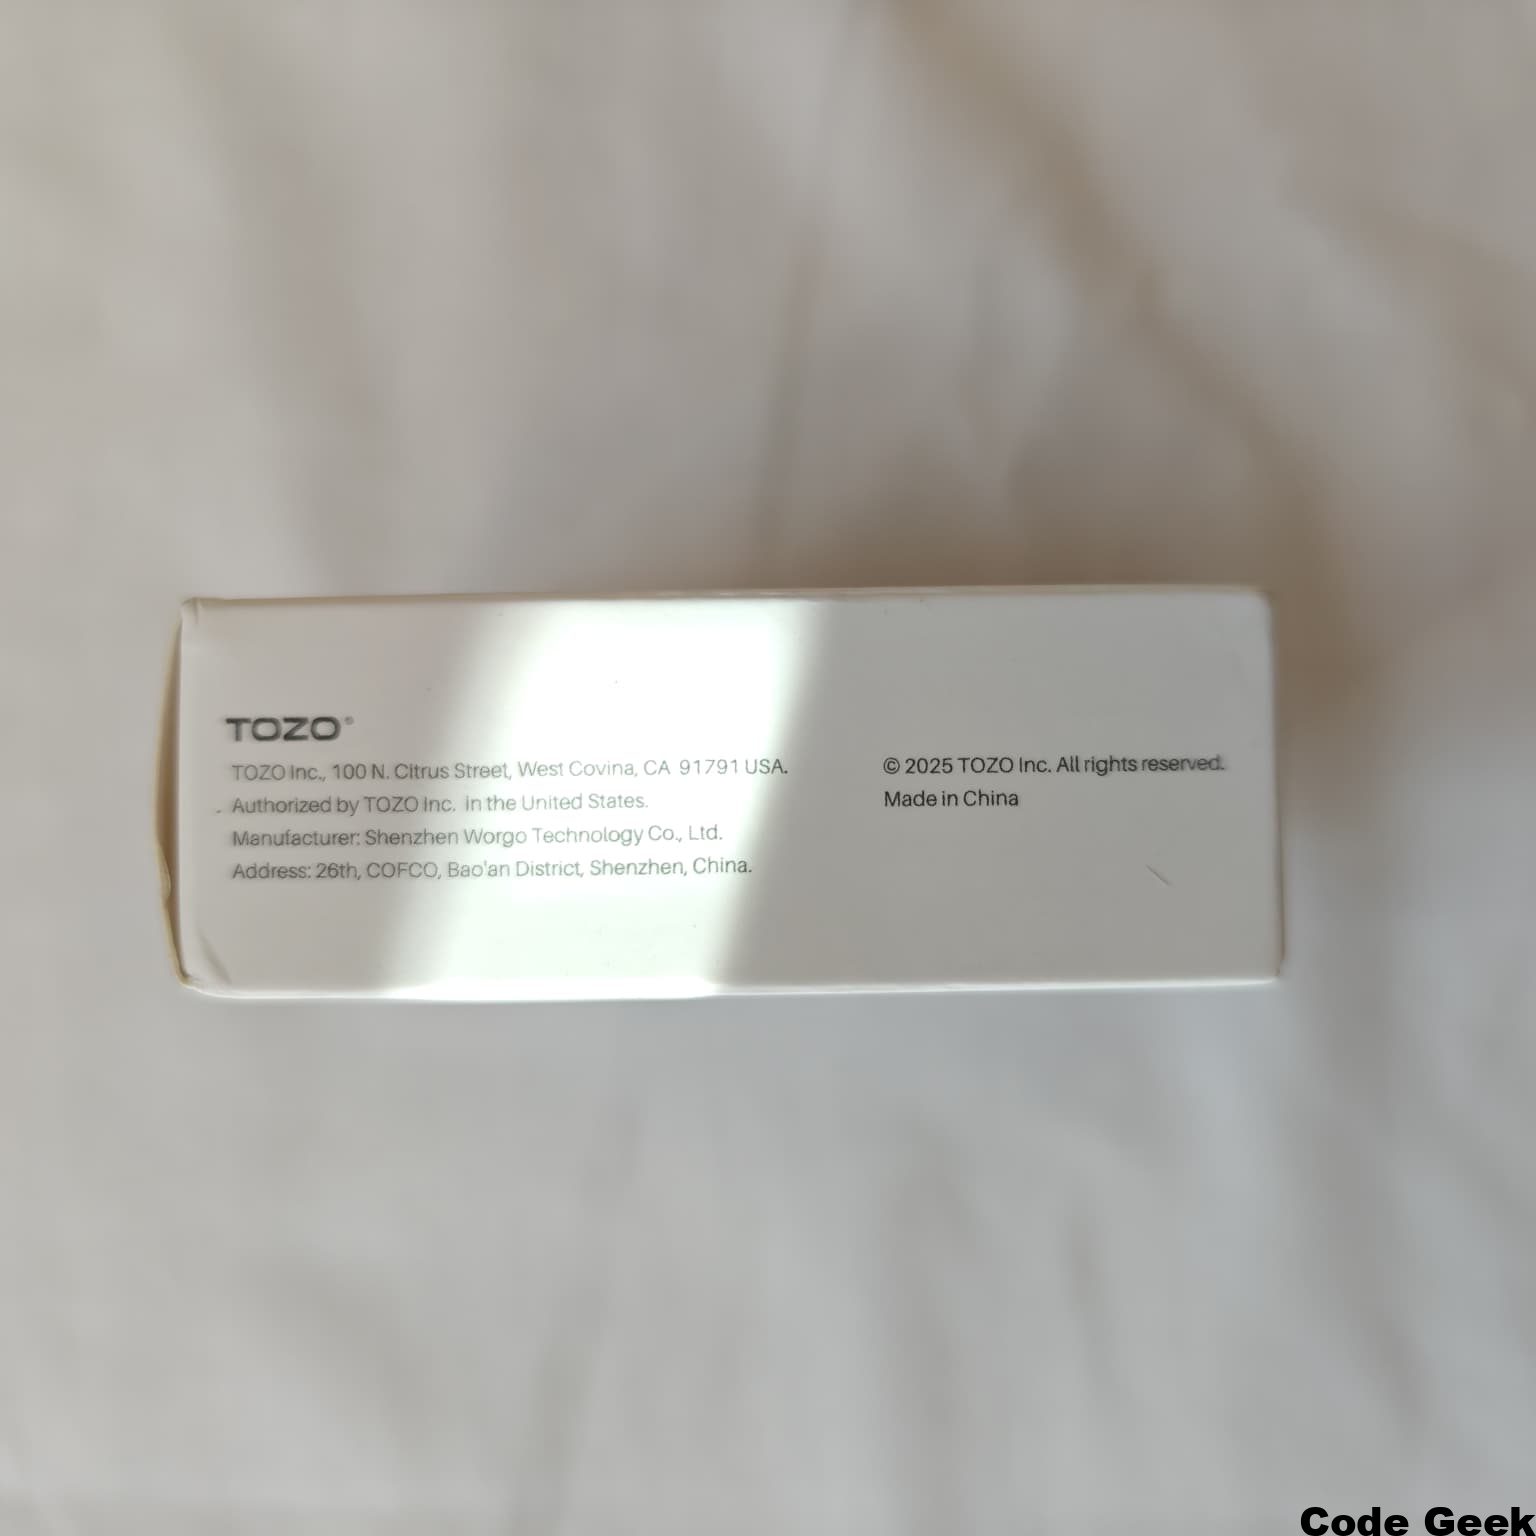 TOZO®
TOZO Inc., 100 N. Citrus Street, West Covina, CA 91791 USA.
Authorized by TOZO Inc. in the United States.
Manufacturer: Shenzhen Worgo Technology Co., Ltd.
Address: 26th, COFCO, Bao'an District, Shenzhen, China.
© 2025 TOZO Inc. All rights reserved.
Made in China
Code Geek